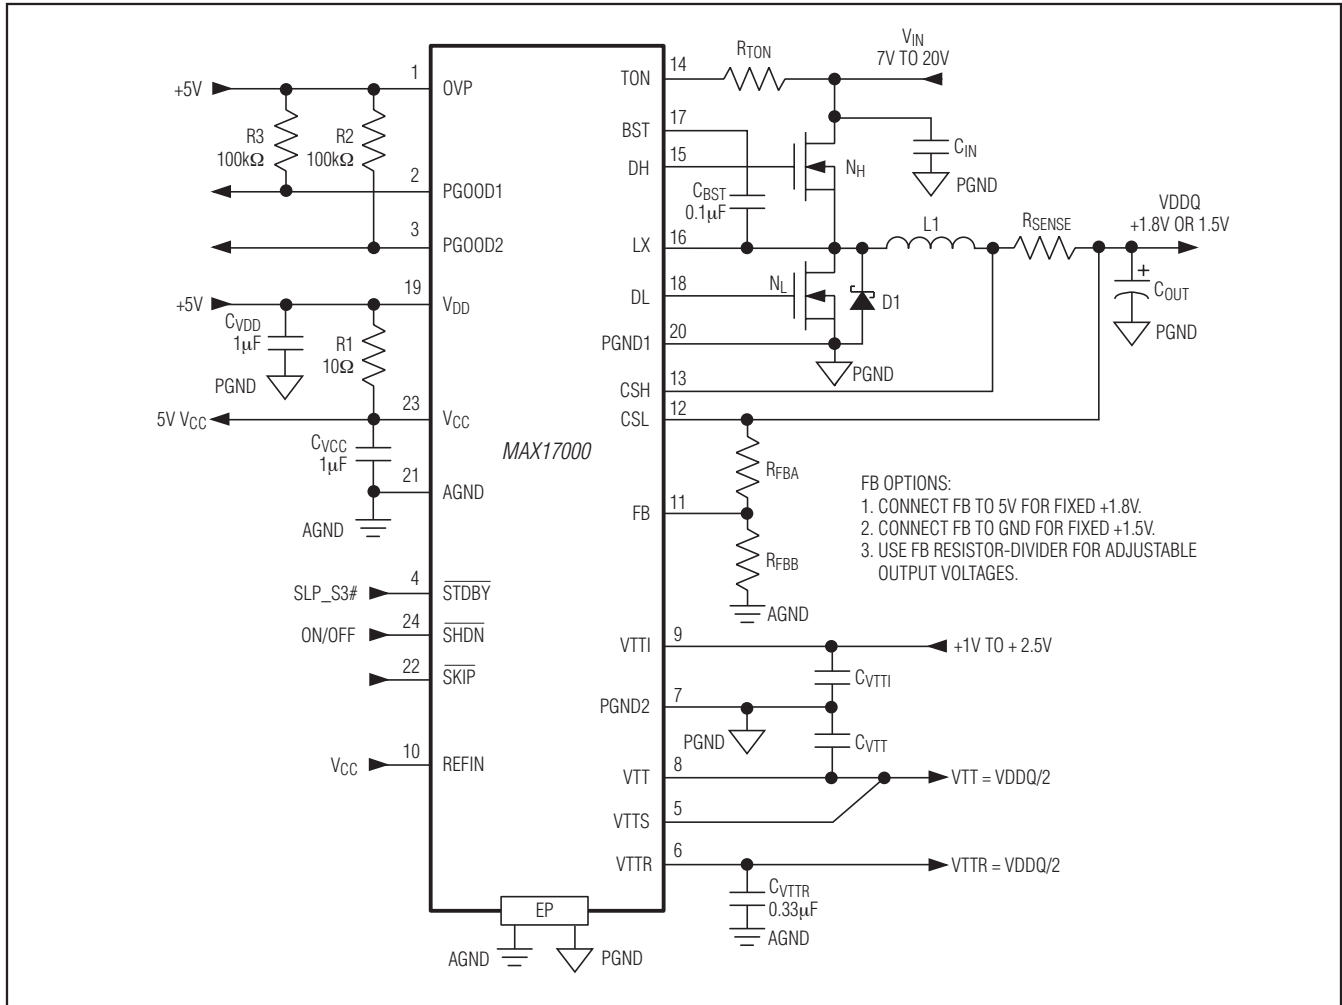 +5V
1
OVP
R3
100kΩ
R2
100kΩ
2
PGOOD1
3
PGOOD2
+5V
19
VDD
CVDD
1µF
PGND
R1
10Ω
5V VCC
23
VCC
CVCC
1µF
21
AGND
AGND
SLP_S3#
4
STDBY
ON/OFF
24
SHDN
22
SKIP
VCC
10
REFIN
MAX17000
EP
AGND
PGND
TON
14
RTON
VIN
7V TO 20V
BST
17
DH
15
NH
CIN
PGND
CBST
0.1µF
LX
16
L1
RSENSE
VDDQ
+1.8V OR 1.5V
COUT
+
PGND
DL
18
NL
D1
PGND1
20
PGND
CSH
13
CSL
12
RFBA
FB
11
RFBB
AGND
FB OPTIONS:
1. CONNECT FB TO 5V FOR FIXED +1.8V.
2. CONNECT FB TO GND FOR FIXED +1.5V.
3. USE FB RESISTOR-DIVIDER FOR ADJUSTABLE
OUTPUT VOLTAGES.
VTTI
9
+1V TO + 2.5V
CVTTI
PGND2
7
PGND
CVTT
VTT
8
VTT = VDDQ/2
VTTS
5
VTTR
6
VTTR = VDDQ/2
CVTTR
0.33µF
AGND